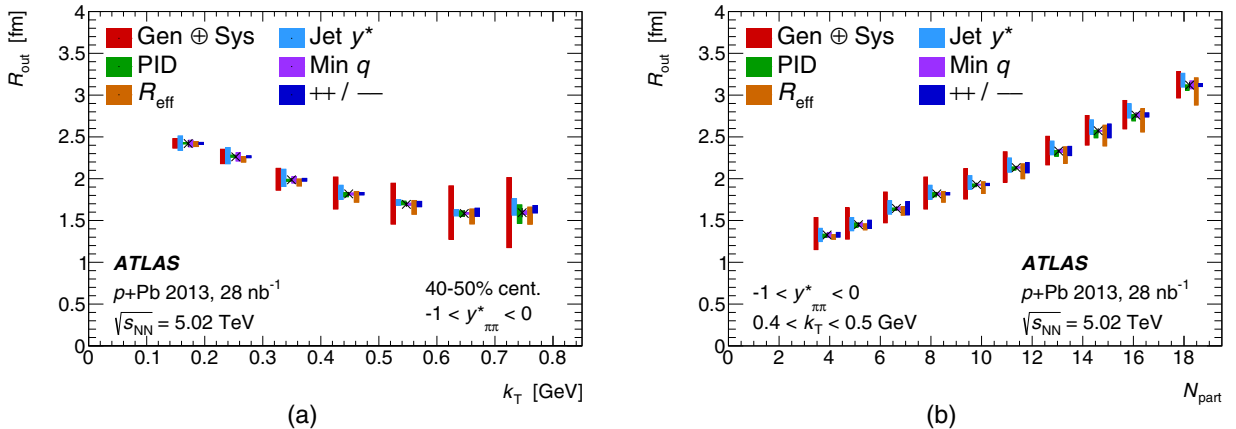 R_out [fm]
4
3.5
3
2.5
2
1.5
1
0.5
0
Gen ⊕ Sys
PID
R_eff
Jet y*
Min q
++ / −−
ATLAS
p+Pb 2013, 28 nb⁻¹
√s_NN = 5.02 TeV
40-50% cent.
-1 < y*_ππ < 0
0 0.1 0.2 0.3 0.4 0.5 0.6 0.7 0.8
k_T [GeV]
(a)
R_out [fm]
4
3.5
3
2.5
2
1.5
1
0.5
0
Gen ⊕ Sys
PID
R_eff
Jet y*
Min q
++ / −−
-1 < y*_ππ < 0
0.4 < k_T < 0.5 GeV
ATLAS
p+Pb 2013, 28 nb⁻¹
√s_NN = 5.02 TeV
0 2 4 6 8 10 12 14 16 18
N_part
(b)